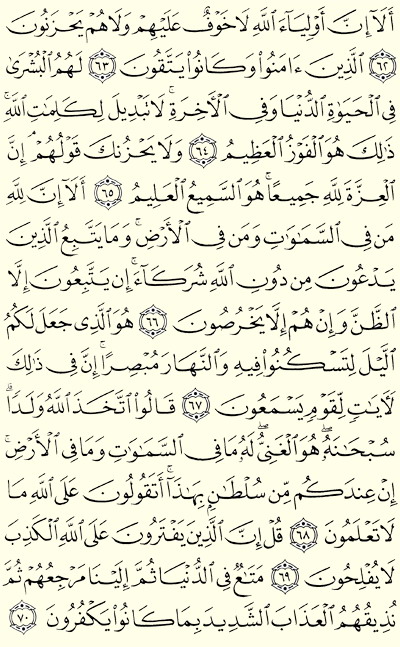 أَلَآ إِنَّ أَوْلِيَآءَ ٱللَّهِ لَا خَوْفٌ عَلَيْهِمْ وَلَا هُمْ يَحْزَنُونَ
﴿٦٢﴾ ٱلَّذِينَ ءَامَنُوا۟ وَكَانُوا۟ يَتَّقُونَ ﴿٦٣﴾ لَهُمُ ٱلْبُشْرَىٰ
فِى ٱلْحَيَوٰةِ ٱلدُّنْيَا وَفِى ٱلْـَٔاخِرَةِ ۚ لَا تَبْدِيلَ لِكَلِمَـٰتِ ٱللَّهِ ۚ
ذَٰلِكَ هُوَ ٱلْفَوْزُ ٱلْعَظِيمُ ﴿٦٤﴾ وَلَا يَحْزُنكَ قَوْلُهُمْ ۘ إِنَّ
ٱلْعِزَّةَ لِلَّهِ جَمِيعًا ۚ هُوَ ٱلسَّمِيعُ ٱلْعَلِيمُ ﴿٦٥﴾ أَلَآ إِنَّ لِلَّهِ
مَن فِى ٱلسَّمَـٰوَٰتِ وَمَن فِى ٱلْأَرْضِ ۗ وَمَا يَتَّبِعُ ٱلَّذِينَ
يَدْعُونَ مِن دُونِ ٱللَّهِ شُرَكَآءَ ۚ إِن يَتَّبِعُونَ إِلَّا
ٱلظَّنَّ وَإِنْ هُمْ إِلَّا يَخْرُصُونَ ﴿٦٦﴾ هُوَ ٱلَّذِى جَعَلَ لَكُمُ
ٱلَّيْلَ لِتَسْكُنُوا۟ فِيهِ وَٱلنَّهَارَ مُبْصِرًا ۚ إِنَّ فِى ذَٰلِكَ
لَـَٔايَـٰتٍ لِّقَوْمٍ يَسْمَعُونَ ﴿٦٧﴾ قَالُوا۟ ٱتَّخَذَ ٱللَّهُ وَلَدًا ۗ
سُبْحَـٰنَهُۥ ۖ هُوَ ٱلْغَنِىُّ ۖ لَهُۥ مَا فِى ٱلسَّمَـٰوَٰتِ وَمَا فِى ٱلْأَرْضِ ۚ
إِنْ عِندَكُم مِّن سُلْطَـٰنٍۭ بِهَـٰذَآ ۚ أَتَقُولُونَ عَلَى ٱللَّهِ مَا
لَا تَعْلَمُونَ ﴿٦٨﴾ قُلْ إِنَّ ٱلَّذِينَ يَفْتَرُونَ عَلَى ٱللَّهِ ٱلْكَذِبَ
لَا يُفْلِحُونَ ﴿٦٩﴾ مَتَـٰعٌ فِى ٱلدُّنْيَا ثُمَّ إِلَيْنَا مَرْجِعُهُمْ ثُمَّ
نُذِيقُهُمُ ٱلْعَذَابَ ٱلشَّدِيدَ بِمَا كَانُوا۟ يَكْفُرُونَ ﴿٧٠﴾